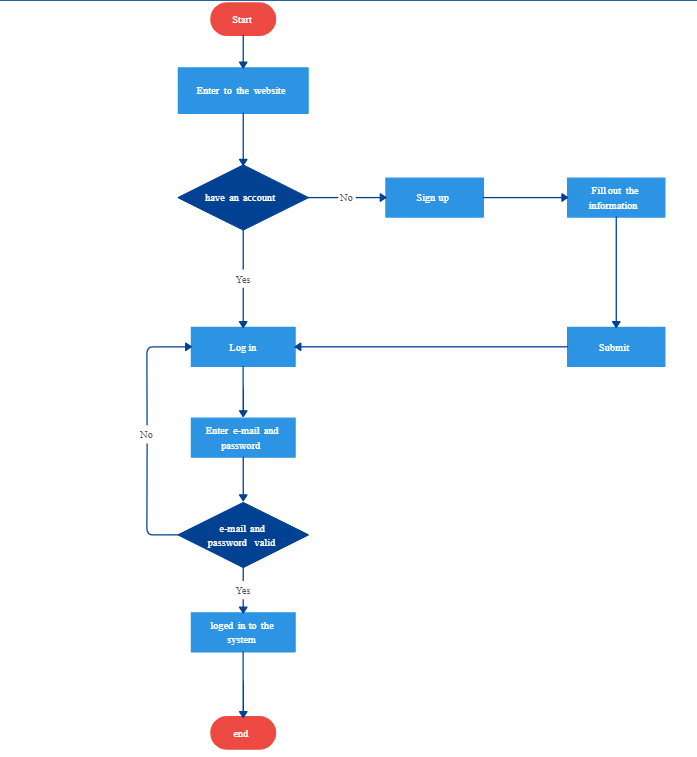 Start
Enter to the website
have an account
No
Sign up
Fill out the
information
Yes
Log in
Submit
Enter e-mail and
password
No
e-mail and
password valid
Yes
loged in to the
system
end